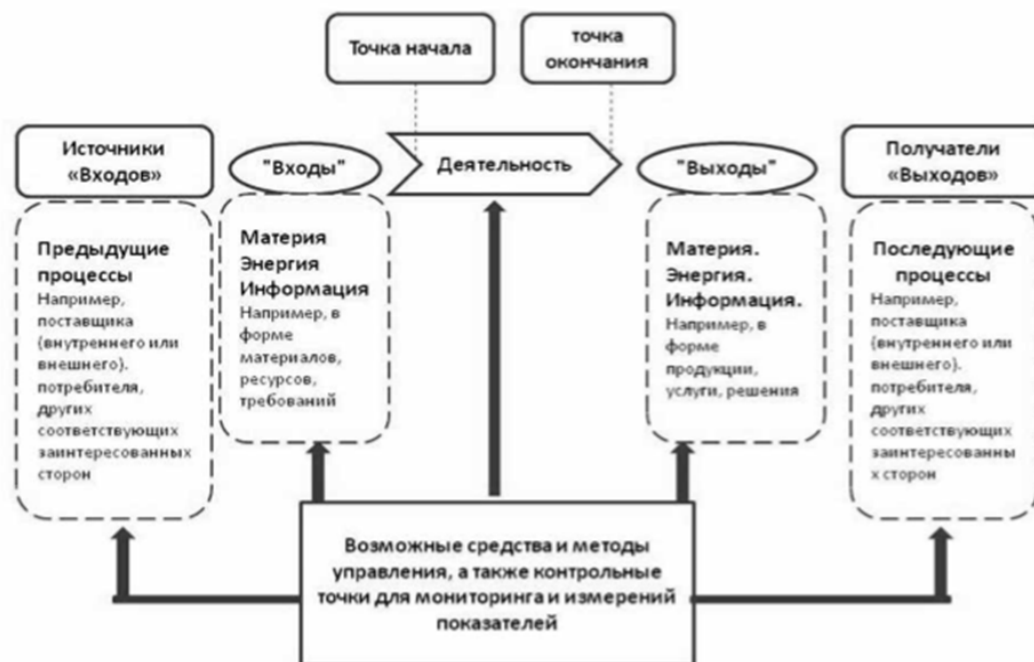 Точка начала
точка
окончания
Источники
«Входов»
"Входы"
Деятельность
"Выходы"
Получатели
«Выходов»
Предыдущие
процессы
Например,
поставщика
(внутреннего или
внешнего).
потребителя,
других
соответствующих
заинтересованных
сторон
Материя
Энергия
Информация
Например, в
форме
материалов,
ресурсов,
требований
Материя.
Энергия.
Информация.
Например, в
форме
продукции,
услуги, решения
Последующие
процессы
Например,
поставщика
(внутреннего или
внешнего).
потребителя,
других
соответствующих
заинтересованны
х сторон
Возможные средства и методы
управления, а также контрольные
точки для мониторинга и измерений
показателей